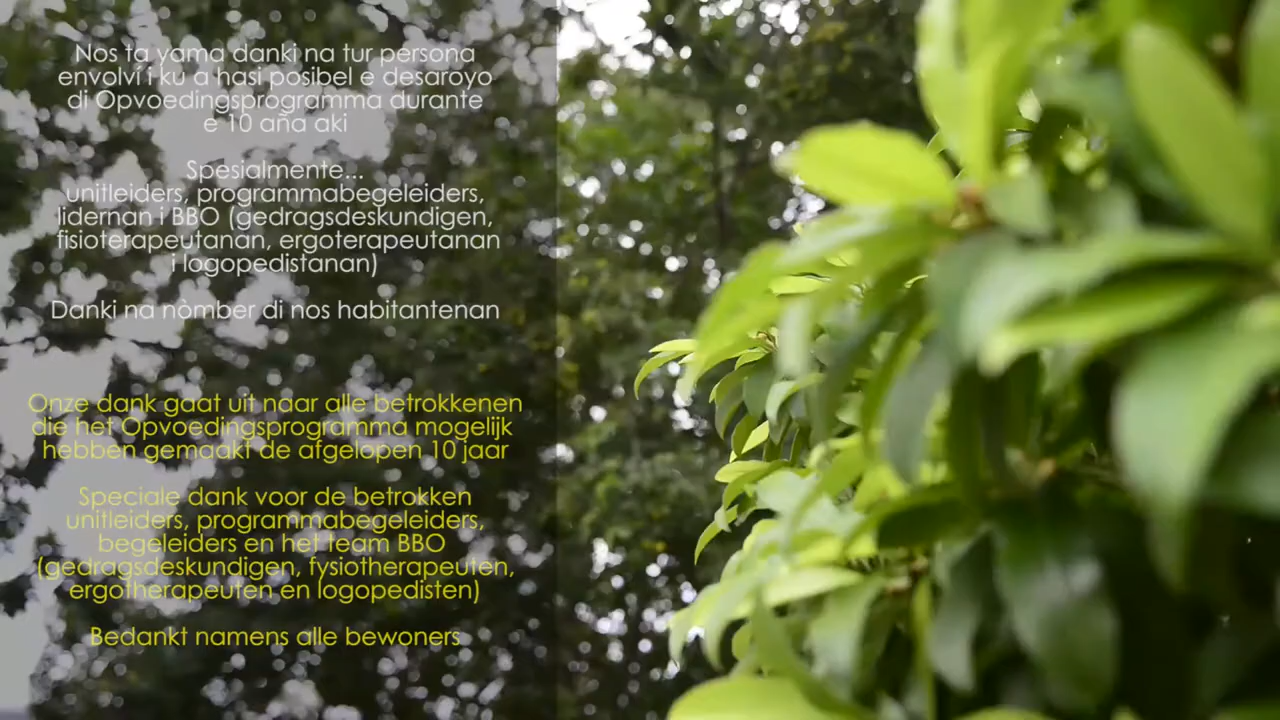 Nos ta yama danki na tur persona
envolví i ku a hasi posibel e desaroyo
di Opvoedingsprogramma durante
e 10 aña aki
Spesialmente...
unitleiders, programmabegeleiders,
lidernan i BBO (gedragsdeskundigen,
fisioterapeutanan, ergoterapeutanan
i logopedistanan)
Danki na nòmber di nos habitantenan
Onze dank gaat uit naar alle betrokkenen
die het Opvoedingsprogramma mogelijk
hebben gemaakt de afgelopen 10 jaar
Speciale dank voor de betrokken
unitleiders, programmabegeleiders,
begeleiders en het team BBO
(gedragsdeskundigen, fysiotherapeuten,
ergotherapeuten en logopedisten)
Bedankt namens alle bewoners